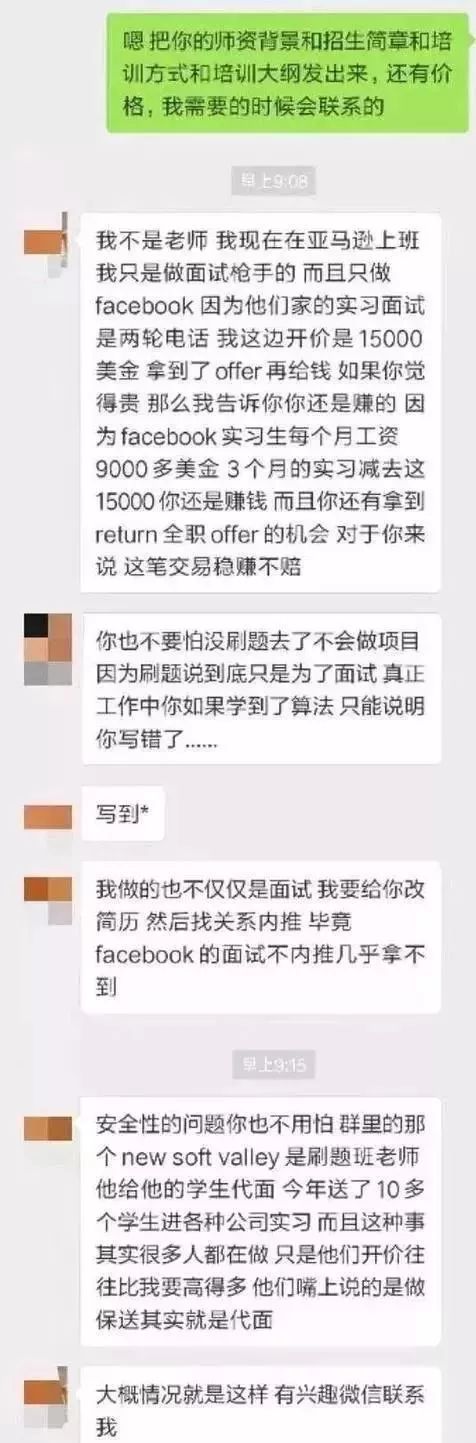 嗯 把你的师资背景和招生简章和培
训方式和培训大纲发出来，还有价
格，我需要的时候会联系的
早上9:08
我不是老师 我现在在亚马逊上班
我只是做面试枪手的 而且只做
facebook 因为他们家的实习面试
是两轮电话 我这边开价是 15000
美金 拿到了 offer 再给钱 如果你觉
得贵 那么我告诉你你还是赚的 因
为 facebook 实习生每个月工资
9000 多美金 3 个月的实习减去这
15000 你还是赚钱 而且你还有拿到
return 全职 offer 的机会 对于你来
说 这笔交易稳赚不赔
你也不要怕没刷题去了不会做项目
因为刷题说到底只是为了面试 真正
工作中你如果学到了算法 只能说明
你写错了......
写到*
我做的也不仅仅是面试 我要给你改
简历 然后找关系内推 毕竟
facebook 的面试不内推几乎拿不
到
早上9:15
安全性的问题你也不用怕 群里的那
个 new soft valley 是刷题班老师
他给他的学生代面 今年送了 10 多
个学生进各种公司实习 而且这种事
其实很多人都在做 只是他们开价往
往比我要高得多 他们嘴上说的是做
保送其实就是代面
大概情况就是这样 有兴趣微信联系
我